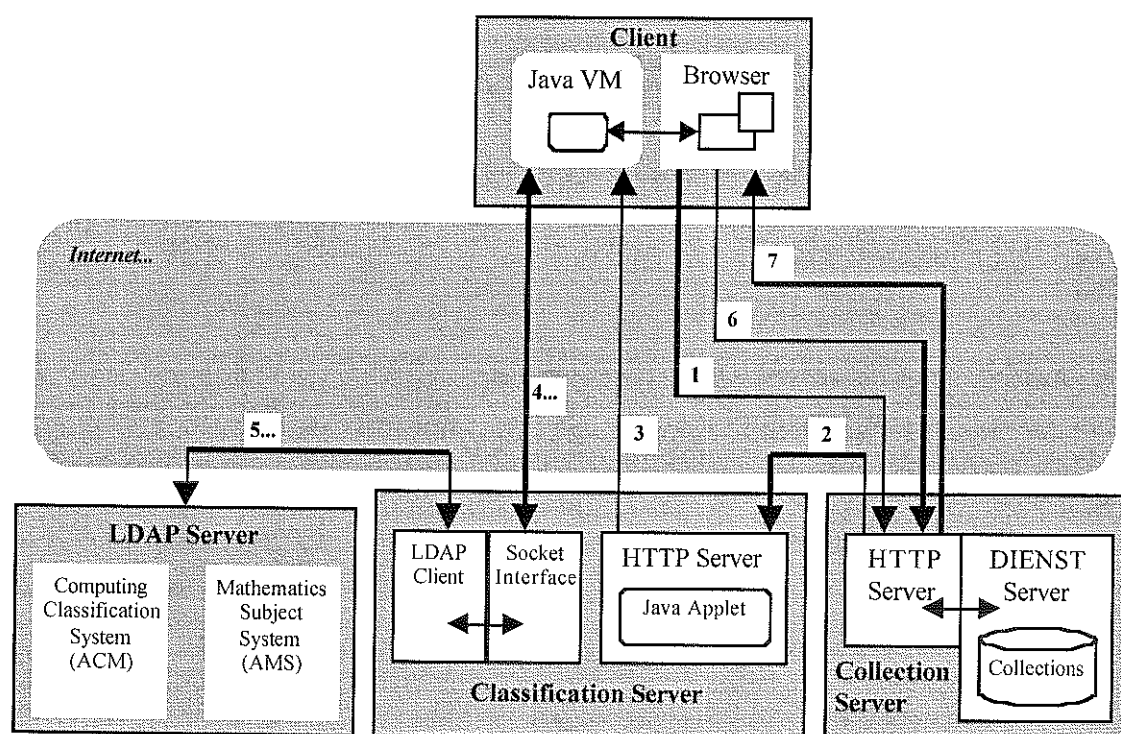 Client
Java VM
Browser
Internet...
7
6
1
4...
3
2
5...
LDAP Server
Computing
Classification
System
(ACM)
Mathematics
Subject
System
(AMS)
LDAP
Client
Socket
Interface
HTTP Server
Java Applet
Classification Server
HTTP
Server
DIENST
Server
Collections
Collection
Server